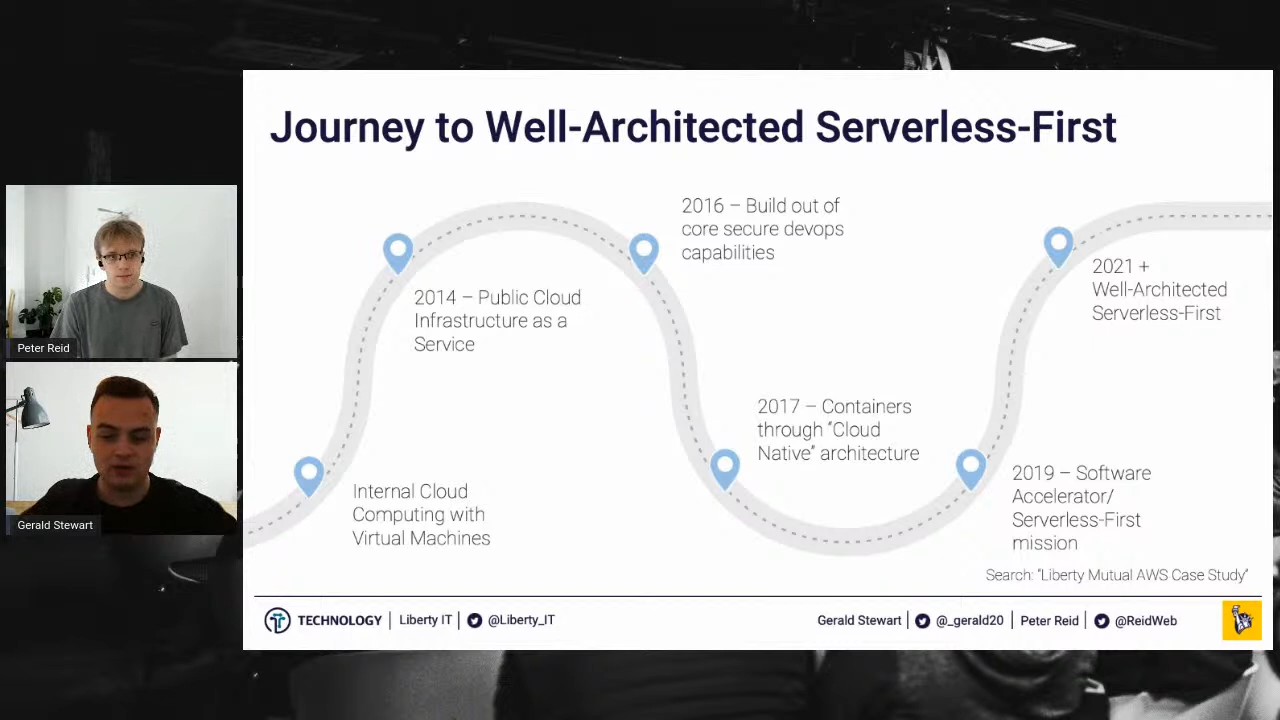 Journey to Well-Architected Serverless-First
2016 – Build out of
core secure devops
capabilities
2021 +
Well-Architected
Serverless-First
2014 – Public Cloud
Infrastructure as a
Service
Peter Reid
2017 – Containers
through “Cloud
Native” architecture
2019 – Software
Accelerator/
Serverless-First
mission
Internal Cloud
Computing with
Virtual Machines
Gerald Stewart
Search: “Liberty Mutual AWS Case Study”
TECHNOLOGY | Liberty IT | @Liberty_IT
Gerald Stewart | @_gerald20 | Peter Reid | @ReidWeb